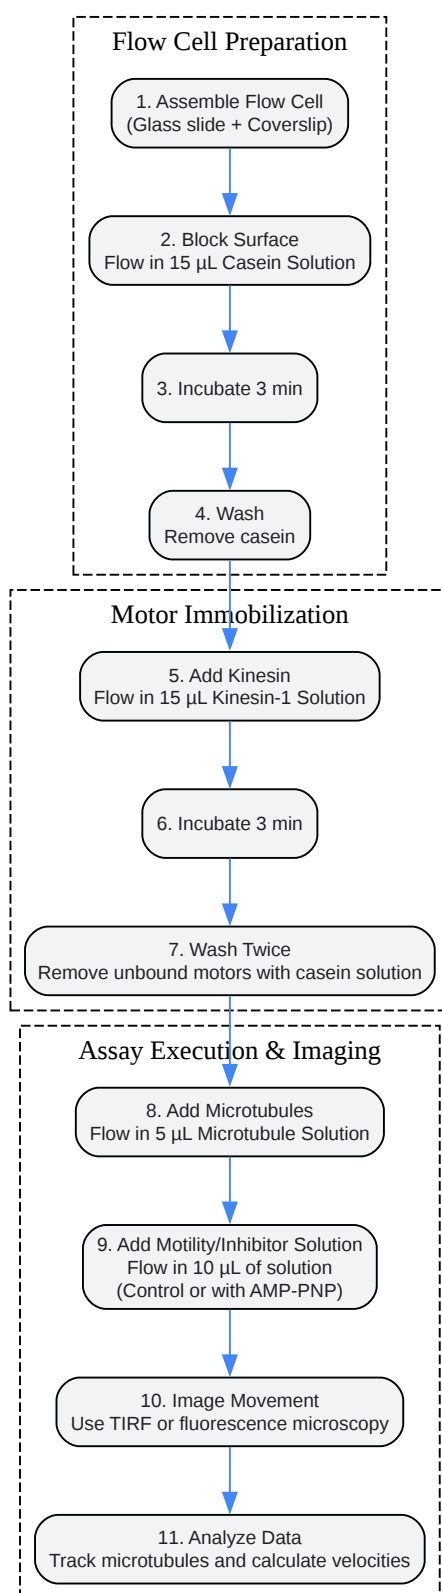 Flow Cell Preparation
1. Assemble Flow Cell
(Glass slide + Coverslip)
2. Block Surface
Flow in 15 µL Casein Solution
3. Incubate 3 min
4. Wash
Remove casein
Motor Immobilization
5. Add Kinesin
Flow in 15 µL Kinesin-1 Solution
6. Incubate 3 min
7. Wash Twice
Remove unbound motors with casein solution
Assay Execution & Imaging
8. Add Microtubules
Flow in 5 µL Microtubule Solution
9. Add Motility/Inhibitor Solution
Flow in 10 µL of solution
(Control or with AMP-PNP)
10. Image Movement
Use TIRF or fluorescence microscopy
11. Analyze Data
Track microtubules and calculate velocities